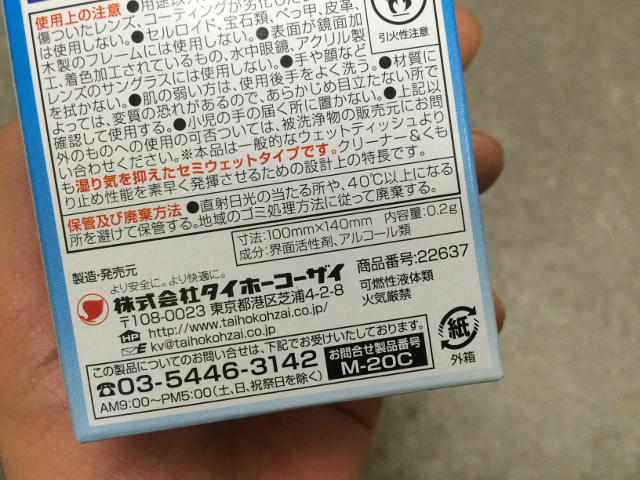 使用上の注意 ●用途以外
傷ついたレンズ、コーティングが劣化した
は使用しない。●セルロイド、宝石類、べっ甲、皮革、
木製のフレームには使用しない。●表面が鏡面加
工、着色加工されているもの、水中眼鏡、アクリル製
レンズのサングラスには使用しない。●手や顔など
を拭かない。●肌の弱い方は、使用後手をよく洗う。●材質に
よっては、変質の恐れがあるので、あらかじめ目立たない所で
確認して使用する。●小児の手の届く所に置かない。●上記以
外のものへの使用の可否ついては、被洗浄物の販売元にお問
い合わせください。※本品は一般的なウェットティッシュより
も湿り気を抑えたセミウェットタイプです。クリーナー&くも
り止め性能を素早く発揮させるための設計上の特長です。
保管及び廃棄方法 ●直射日光の当たる所や、40℃以上になる
所を避けて保管する。地域のゴミ処理方法に従って廃棄する。
引火性注意
寸法:100mm×140mm 内容量:0.2g
成分:界面活性剤、アルコール類
製造・発売元
より安全に。より快適に。
株式会社タイホーコーザイ
〒108-0023 東京都港区芝浦4-2-8
HP http://www.taihokohzai.co.jp
E kv@taihokohzai.co.jp
商品番号:22637
可燃性液体類
火気厳禁
紙
外箱
この製品についてのお問い合せは、下記でお受けいたしております。
☎03-5446-3142
AM9:00〜PM5:00(土、日、祝祭日を除く)
お問合せ製品番号
M-20C